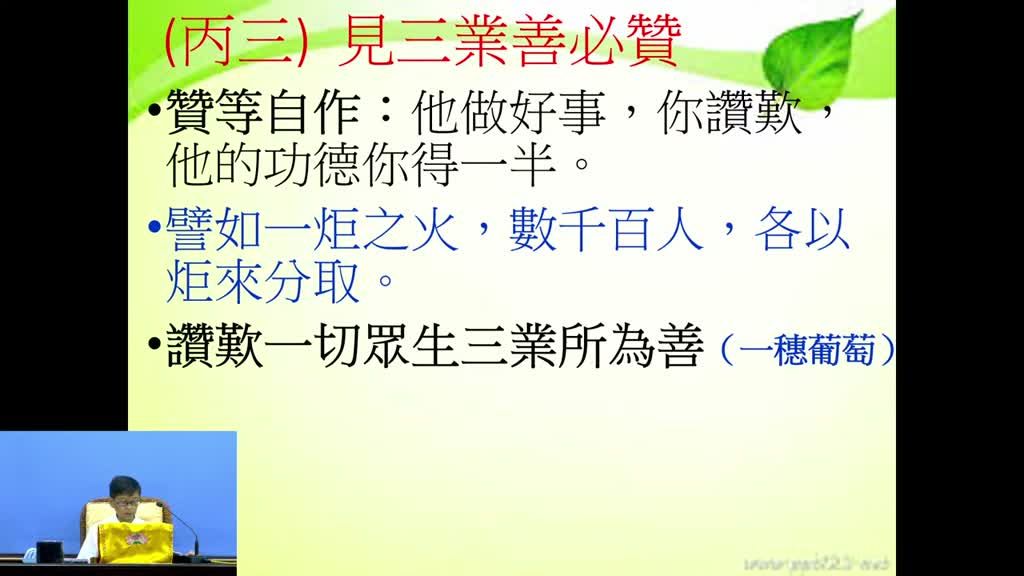 (丙三) 見三業善必贊
•贊等自作：他做好事，你讚歎，
他的功德你得一半。
•譬如一炬之火，數千百人，各以
炬來分取。
•讚歎一切眾生三業所為善（一穗葡萄）